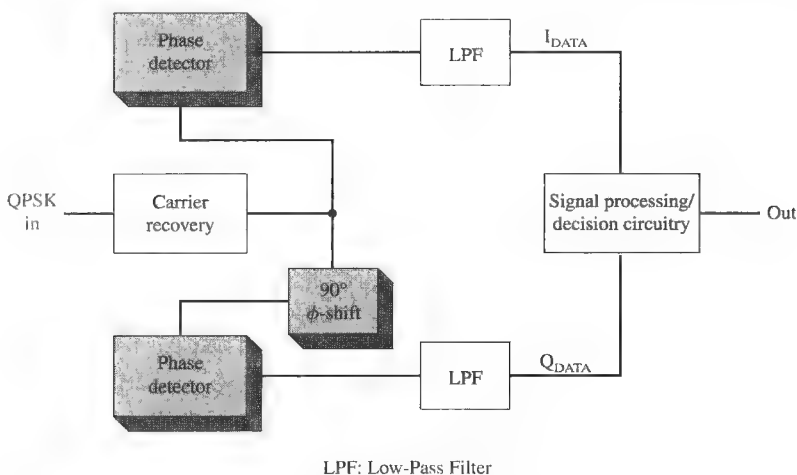 Phase
detector
LPF
I_DATA
QPSK
in
Carrier
recovery
Signal processing/
decision circuitry
Out
90°
ϕ-shift
Phase
detector
LPF
Q_DATA
LPF: Low-Pass Filter